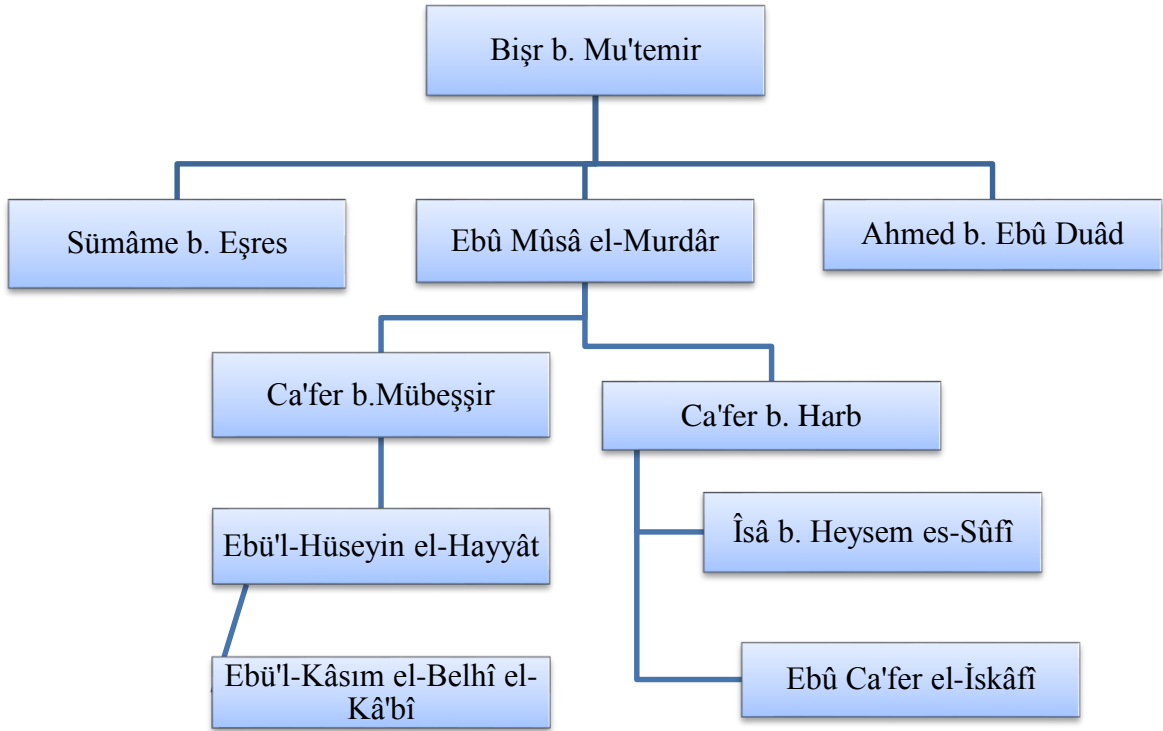 Bişr b. Mu'temir
Sümâme b. Eşres
Ebû Mûsâ el-Murdâr
Ahmed b. Ebû Duâd
Ca'fer b.Mübeşşir
Ca'fer b. Harb
Ebü'l-Hüseyin el-Hayyât
Îsâ b. Heysem es-Sûfî
Ebü'l-Kâsım el-Belhî el-
Kâ'bî
Ebû Ca'fer el-İskâfî